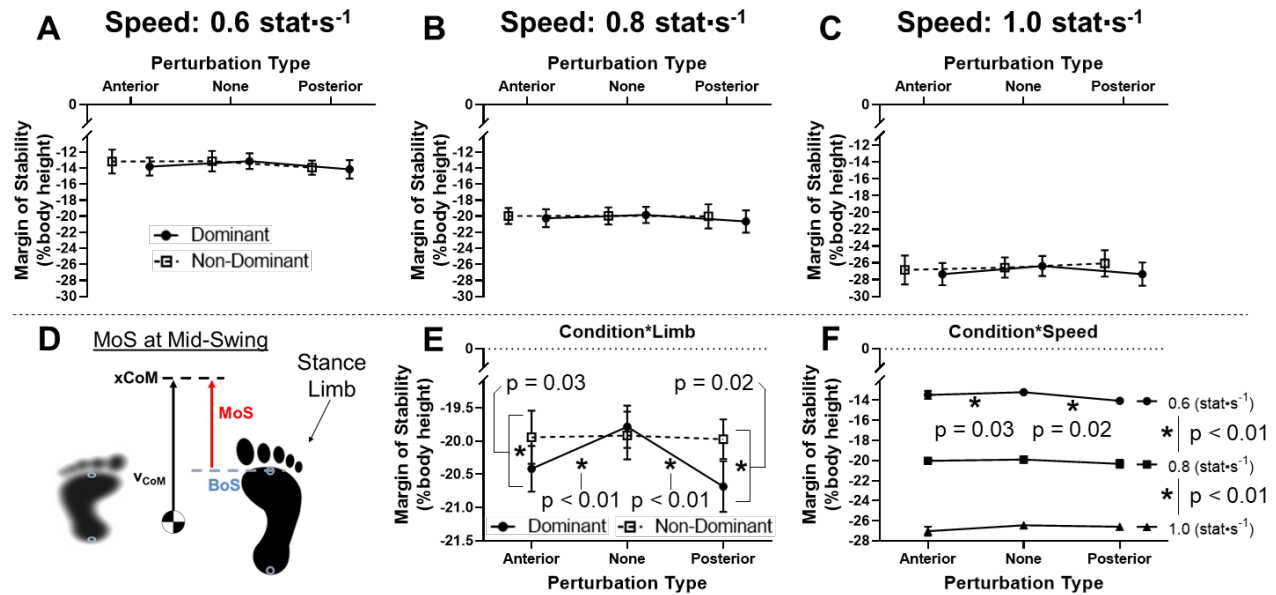 A
Speed: 0.6 stat·s-1
Perturbation Type
Anterior None Posterior
0
-12
-14
-16
-18
-20
-22
-24
-26
-28
-30
Margin of Stability
(%body height)
Dominant
Non-Dominant
B
Speed: 0.8 stat·s-1
Perturbation Type
Anterior None Posterior
0
-12
-14
-16
-18
-20
-22
-24
-26
-28
-30
Margin of Stability
(%body height)
C
Speed: 1.0 stat·s-1
Perturbation Type
Anterior None Posterior
0
-12
-14
-16
-18
-20
-22
-24
-26
-28
-30
Margin of Stability
(%body height)
D
MoS at Mid-Swing
Stance
Limb
xCoM
MoS
vCoM
BoS
E
Condition*Limb
0
-19.5
-20.0
-20.5
-21.0
-21.5
Margin of Stability
(%body height)
p = 0.03
p = 0.02
* * * *
p < 0.01 p < 0.01
Dominant Non-Dominant
Anterior None Posterior
Perturbation Type
F
Condition*Speed
0
-14
-16
-18
-20
-22
-24
-26
-28
Margin of Stability
(%body height)
* *
p = 0.03 p = 0.02
0.6 (stat·s-1)
* p < 0.01
0.8 (stat·s-1)
* p < 0.01
1.0 (stat·s-1)
Anterior None Posterior
Perturbation Type